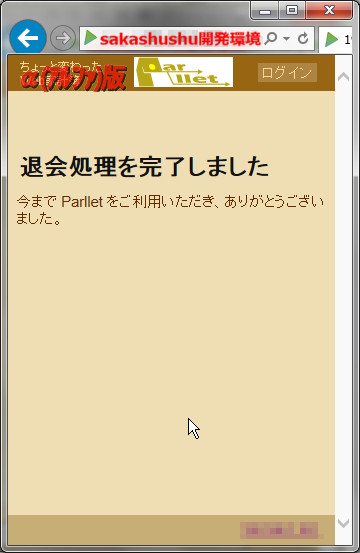 sakashushu開発環境
ちょっと変わった
α(アルファ)版
Parllet
ログイン
退会処理を完了しました
今まで Parllet をご利用いただき、ありがとうござい
ました。